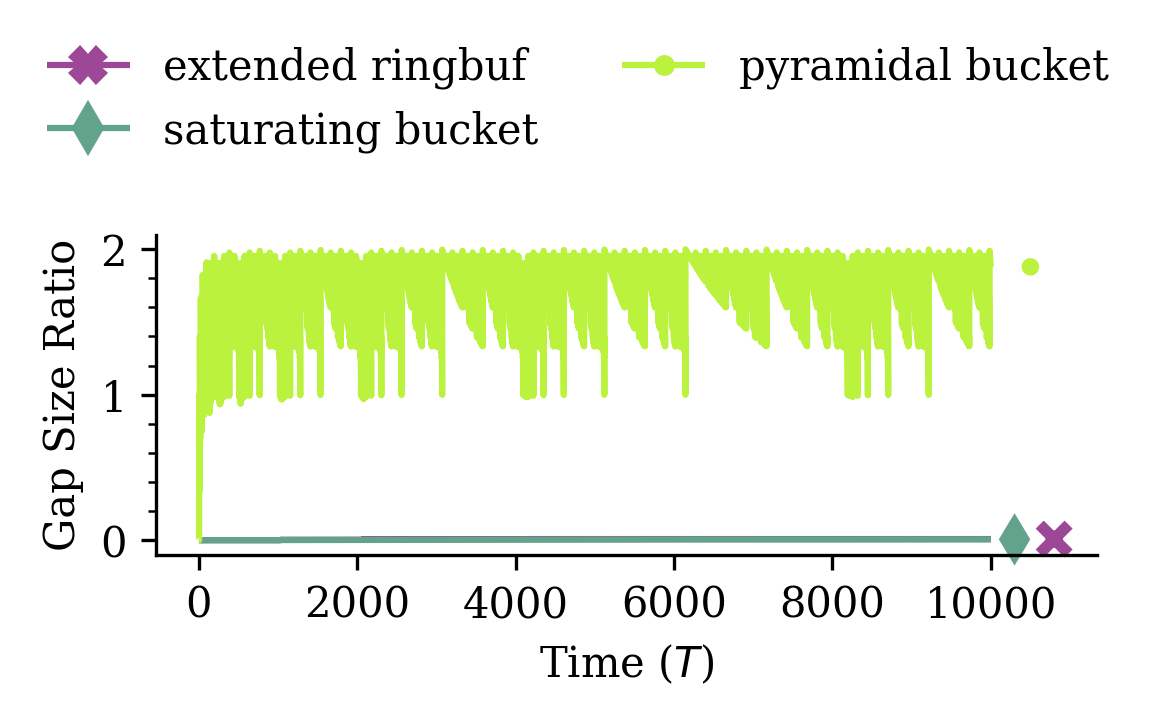 extended ringbuf
pyramidal bucket
saturating bucket
Gap Size Ratio
2
1
0
0 2000 4000 6000 8000 10000
Time (T)